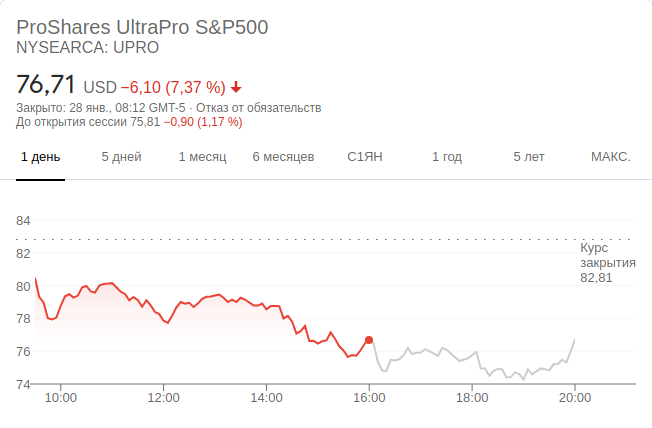 ProShares UltraPro S&P500
NYSEARCA: UPRO
76,71 USD −6,10 (7,37 %)
Закрыто: 28 янв., 08:12 GMT-5 · Отказ от обязательств
До открытия сессии 75,81 −0,90 (1,17 %)
1 день 5 дней 1 месяц 6 месяцев С1ЯН 1 год 5 лет МАКС.
84
82
80
78
76
74
Курс
закрытия
82,81
10:00 12:00 14:00 16:00 18:00 20:00